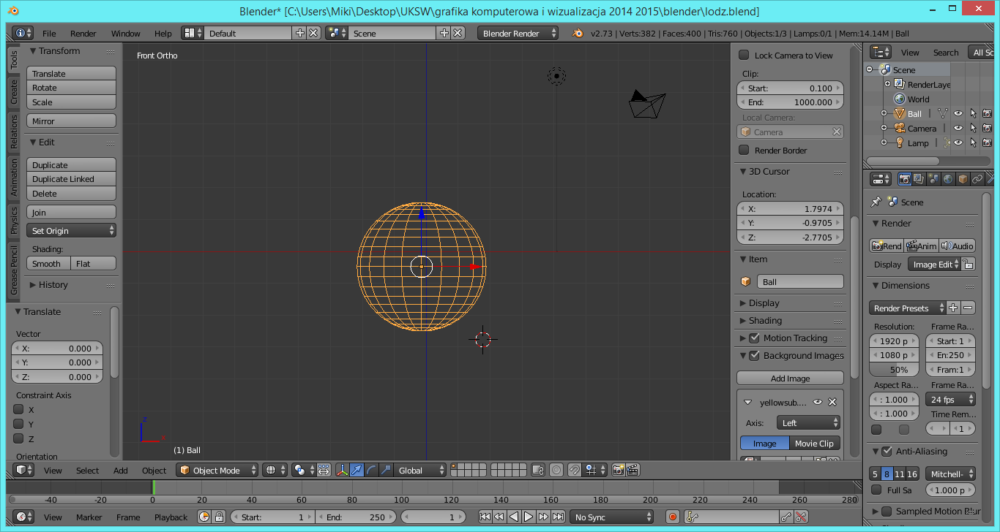 Blender* [C:\Users\Miki\Desktop\UKSW\grafika komputerowa i wizualizacja 2014 2015\blender\lodz.blend]
File Render Window Help Default Scene Blender Render v2.73 | Verts:382 | Faces:400 | Tris:760 | Objects:1/3 | Lamps:0/1 | Mem:14.14M | Ball
Tools
Create
Relations
Animation
Physics
Grease Pencil
Transform
Translate
Rotate
Scale
Mirror
Edit
Duplicate
Duplicate Linked
Delete
Join
Set Origin
Shading:
Smooth Flat
History
Translate
Vector
X: 0.000
Y: 0.000
Z: 0.000
Constraint Axis
X
Y
Z
Orientation
Front Ortho
z
x
(1) Ball
Lock Camera to View
Clip:
Start: 0.100
End: 1000.000
Local Camera:
Camera
Render Border
3D Cursor
Location:
X: 1.7974
Y: -0.9705
Z: -2.7705
Item
Ball
Display
Shading
Motion Tracking
Background Images
Add Image
yellowsub....
Axis: Left
Image Movie Clip
View Search All Sc
Scene
RenderLaye
World
Ball
Camera
Lamp
Scene
Render
Rend Anim Audio
Display Image Edit
Dimensions
Render Presets
Resolution: Frame Ra...
1920 p Start: 1
1080 p En:250
50% Fram:1
Aspect Ra... Frame Ra...
: 1.000 24 fps
: 1.000 Time Rem...
1
Anti-Aliasing
5 8 11 16 Mitchell-
Full Sa 1.000 p
Sampled Motion Blur
View Select Add Object Object Mode Global
-40 -20 0 20 40 60 80 100 120 140 160 180 200 220 240 260 280
View Marker Frame Playback Start: 1 End: 250 1 No Sync